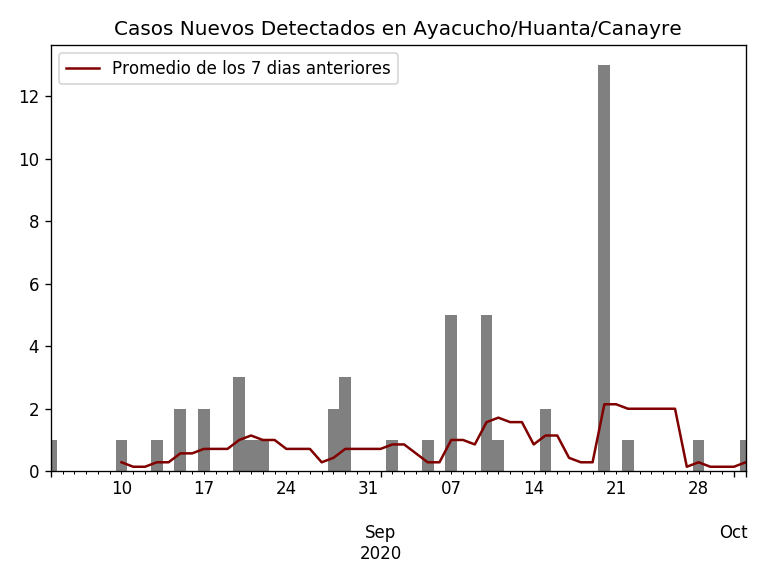 Casos Nuevos Detectados en Ayacucho/Huanta/Canayre
Promedio de los 7 dias anteriores
12
10
8
6
4
2
0
10 17 24 31 07 14 21 28
Sep Oct
2020